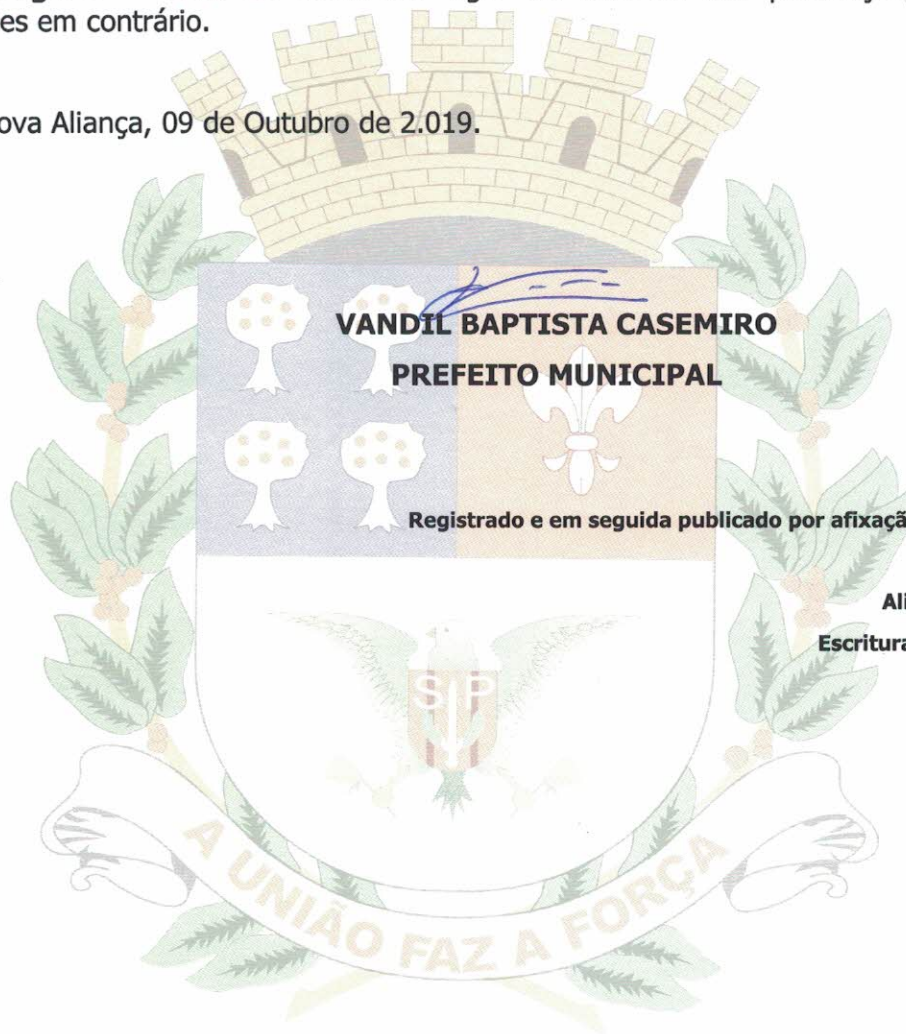 es em contrário.
ova Aliança, 09 de Outubro de 2.019.
VANDIL BAPTISTA CASEMIRO
PREFEITO MUNICIPAL
Registrado e em seguida publicado por afixaçã
Ali
Escritura
S P
A UNIÃO FAZ A FORÇA